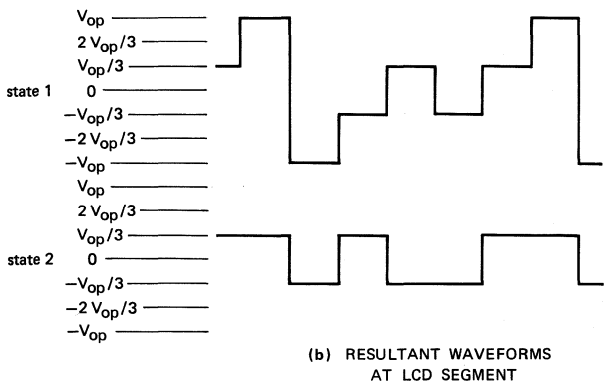 Vop
2 Vop/3
Vop/3
state 1 0
−Vop/3
−2 Vop/3
−Vop
Vop
2 Vop/3
Vop/3
state 2 0
−Vop/3
−2 Vop/3
−Vop
(b) RESULTANT WAVEFORMS
AT LCD SEGMENT